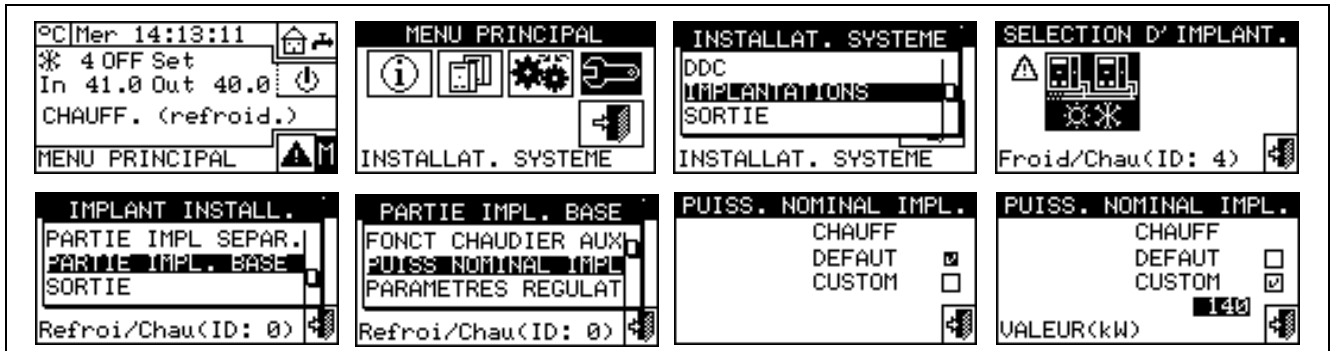 ºC Mer 14:13:11
4 OFF Set
In 41.0 Out 40.0
CHAUFF. (refroid.)
MENU PRINCIPAL
M
MENU PRINCIPAL
INSTALLAT. SYSTEME
INSTALLAT. SYSTEME
DDC
IMPLANTATIONS
SORTIE
INSTALLAT. SYSTEME
SELECTION D'IMPLANT.
Froid/Chau(ID: 4)
IMPLANT INSTALL.
PARTIE IMPL SEPAR.
PARTIE IMPL. BASE
SORTIE
Refroi/Chau(ID: 0)
PARTIE IMPL. BASE
FONCT CHAUDIER AUX
PUISS NOMINAL IMPL
PARAMETRES REGULAT
Refroi/Chau(ID: 0)
PUISS. NOMINAL IMPL.
CHAUFF
DEFAUT
CUSTOM
PUISS. NOMINAL IMPL.
CHAUFF
DEFAUT
CUSTOM
140
VALEUR(kW)